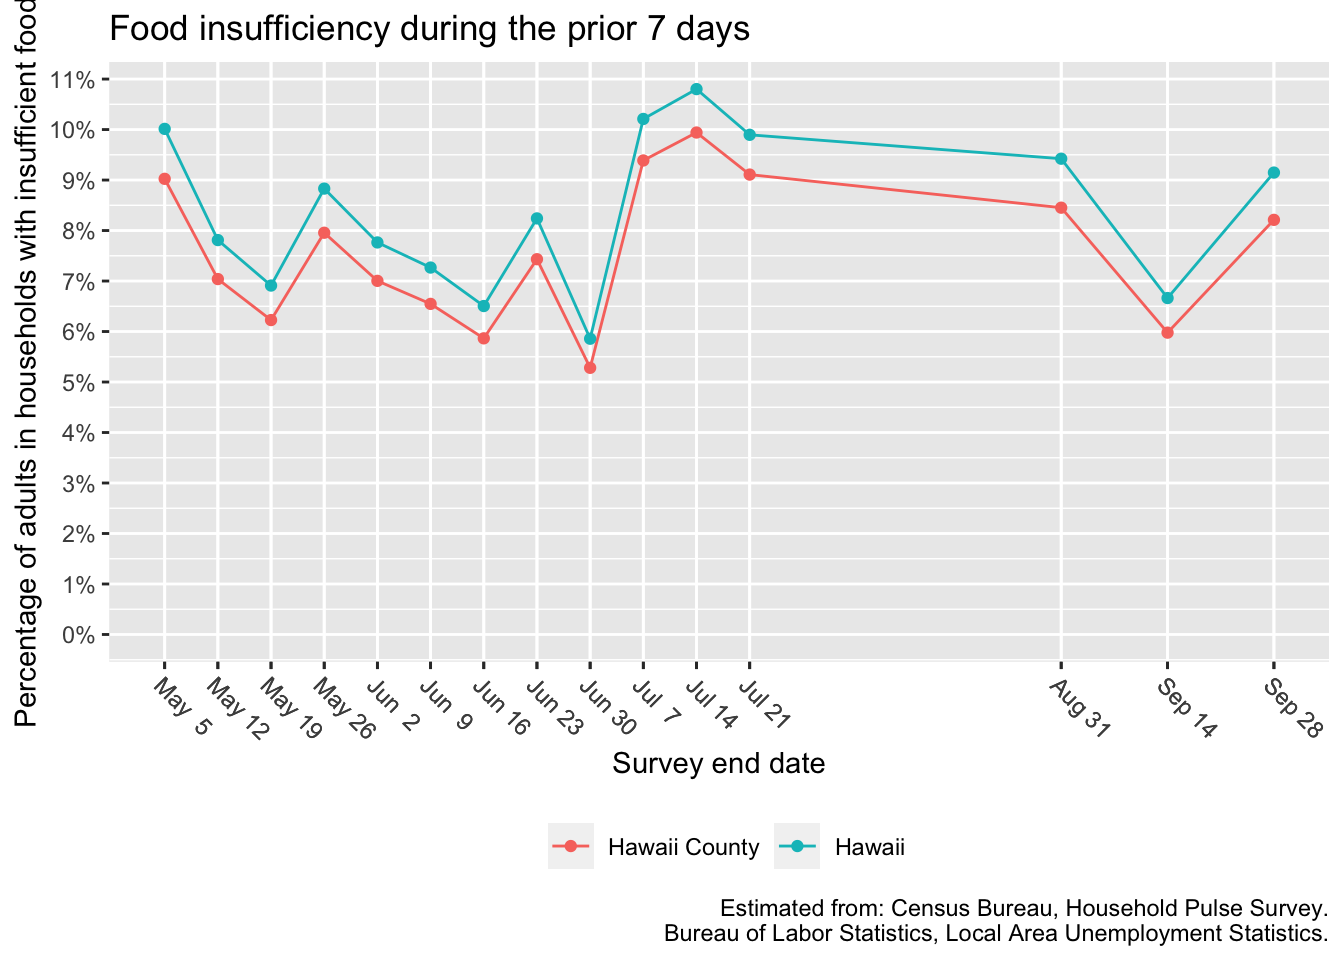 Food insufficiency during the prior 7 days
Percentage of adults in households with insufficient food
11%
10%
9%
8%
7%
6%
5%
4%
3%
2%
1%
0%
May 5
May 12
May 19
May 26
Jun 2
Jun 9
Jun 16
Jun 23
Jun 30
Jul 7
Jul 14
Jul 21
Aug 31
Sep 14
Sep 28
Survey end date
Hawaii County
Hawaii
Estimated from: Census Bureau, Household Pulse Survey.
Bureau of Labor Statistics, Local Area Unemployment Statistics.